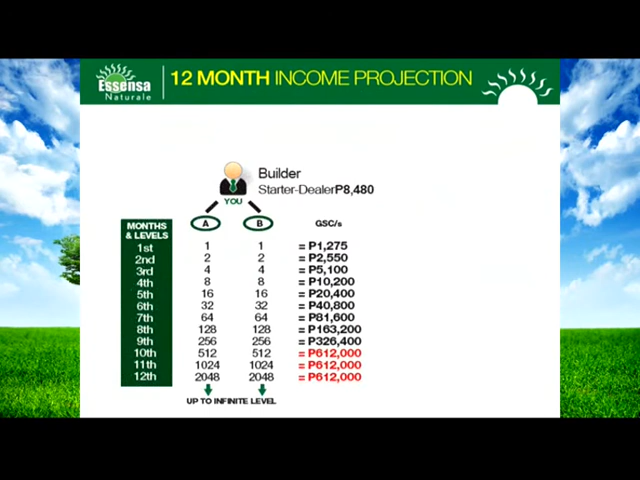 Essensa
Naturale
12 MONTH INCOME PROJECTION
Builder
Starter-DealerP8,480
YOU
A B
MONTHS & LEVELS GSC/s
1st 1 1 = P1,275
2nd 2 2 = P2,550
3rd 4 4 = P5,100
4th 8 8 = P10,200
5th 16 16 = P20,400
6th 32 32 = P40,800
7th 64 64 = P81,600
8th 128 128 = P163,200
9th 256 256 = P326,400
10th 512 512 = P612,000
11th 1024 1024 = P612,000
12th 2048 2048 = P612,000
UP TO INFINITE LEVEL